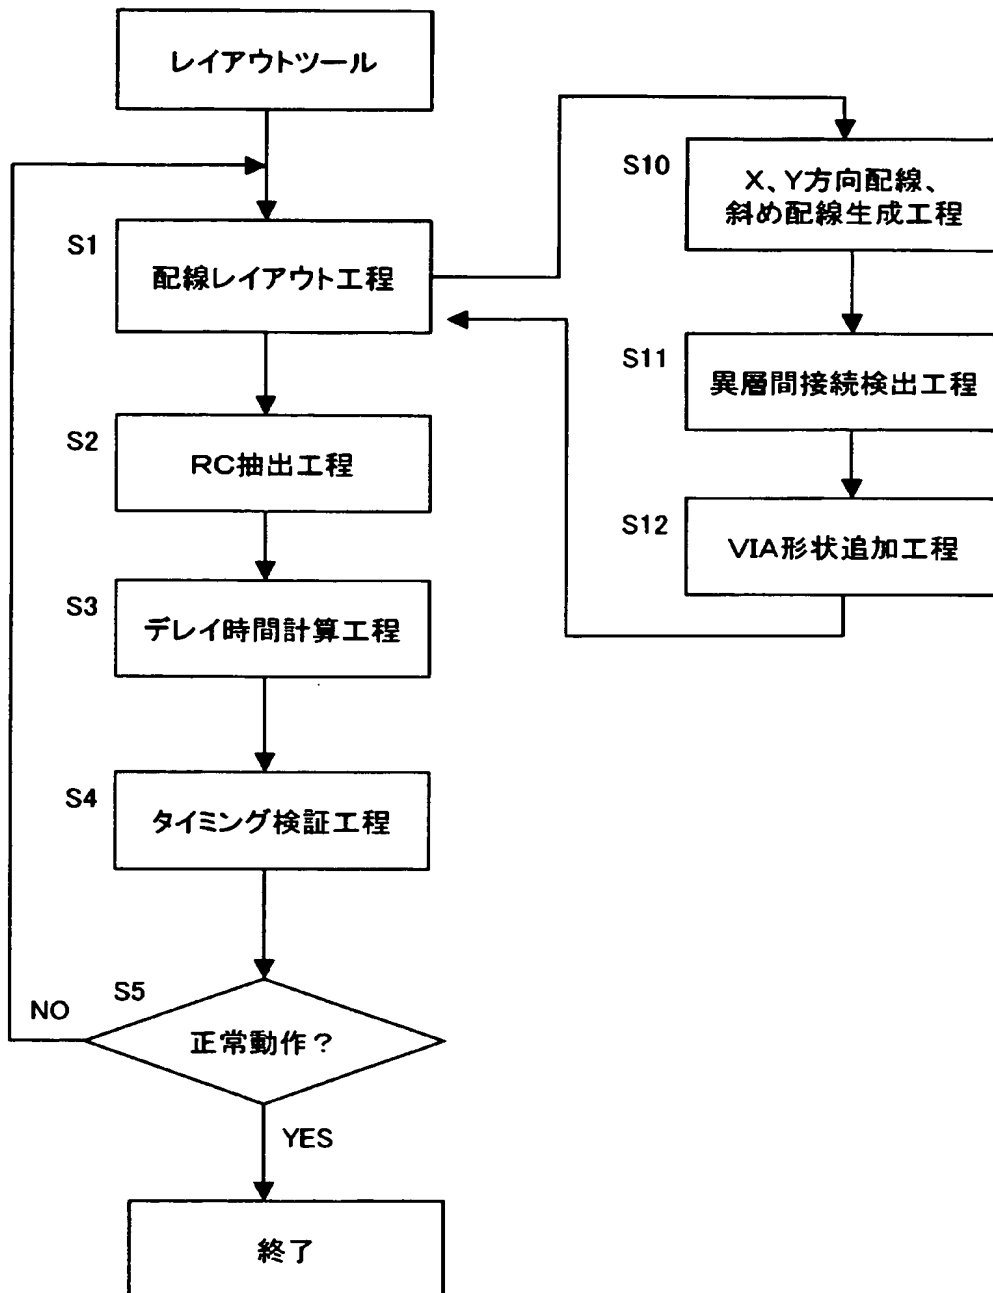 レイアウトツール
S1
配線レイアウト工程
S2
RC抽出工程
S3
デレイ時間計算工程
S4
タイミング検証工程
S5
正常動作？
NO
YES
終了
S10
X、Y方向配線、
斜め配線生成工程
S11
異層間接続検出工程
S12
VIA形状追加工程